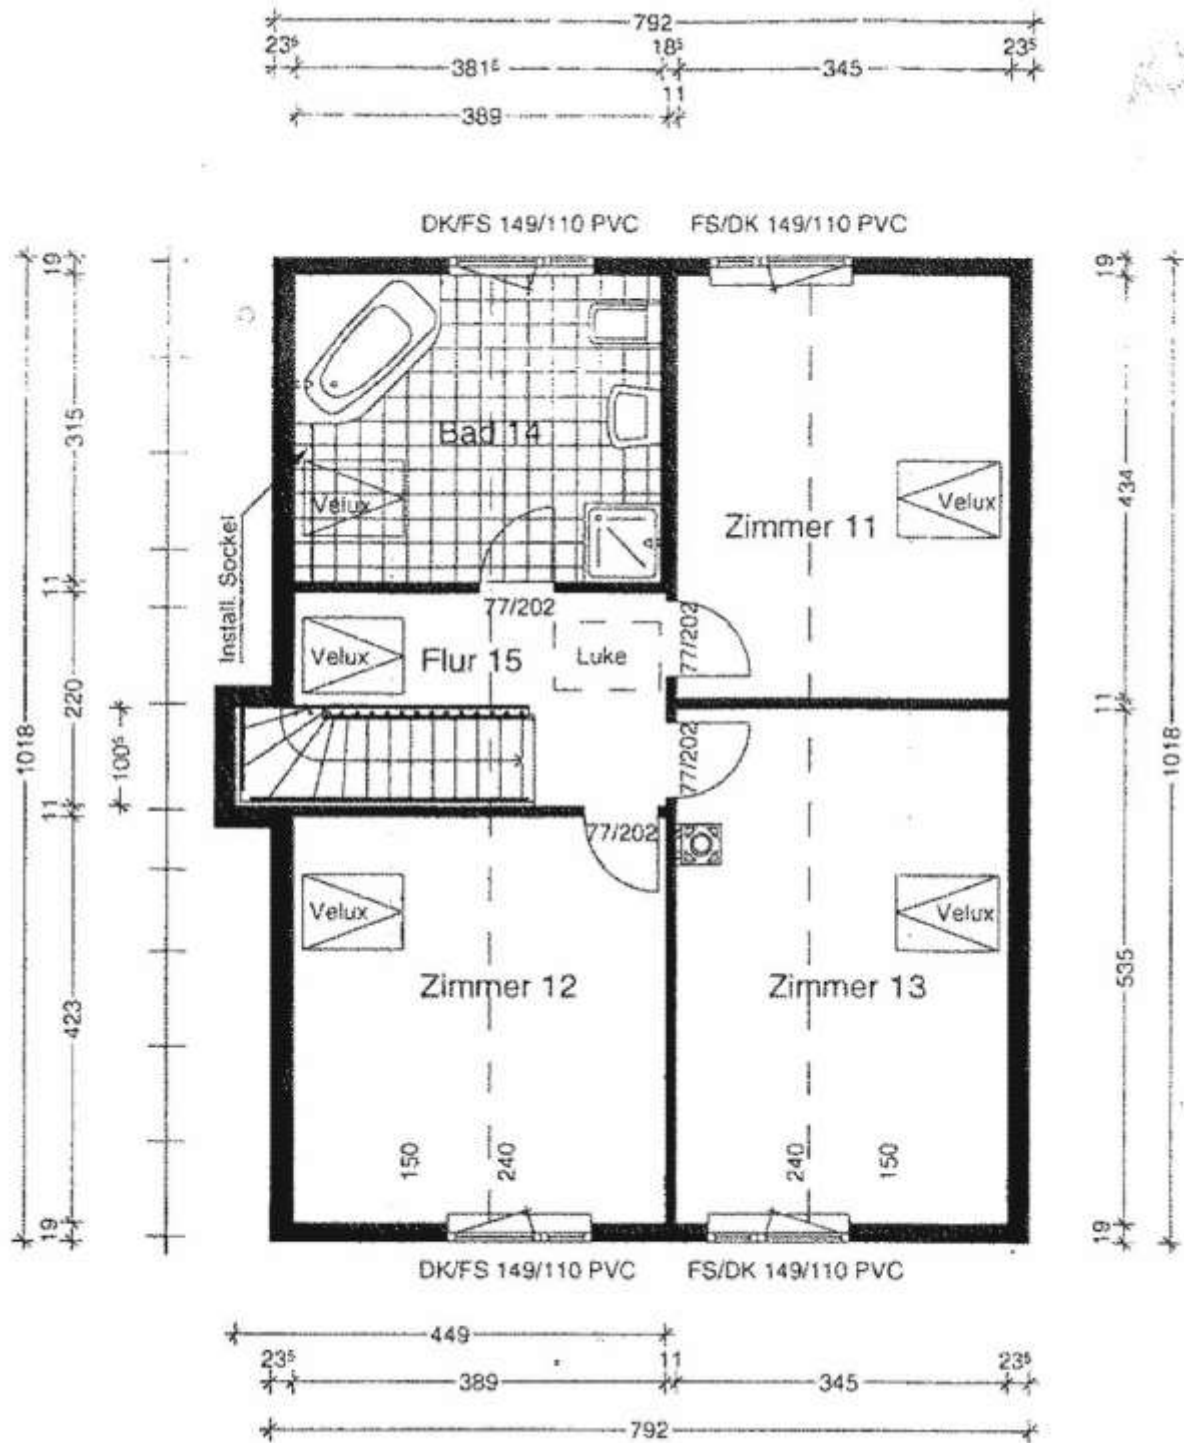 792
23⁵ 18⁵ 23⁵
381⁵ 345
11
389
DK/FS 149/110 PVC FS/DK 149/110 PVC
19
315
11
220
11
423
19
1018
100⁵
Install. Sockel
Bad 14
Velux
77/202
Velux
Flur 15
Luke
77/202
Zimmer 11
Velux
77/202
77/202
Velux
Zimmer 12
150
240
Velux
Zimmer 13
240
150
19
434
11
535
19
1018
DK/FS 149/110 PVC FS/DK 149/110 PVC
449
23⁵ 11 23⁵
389 345
792